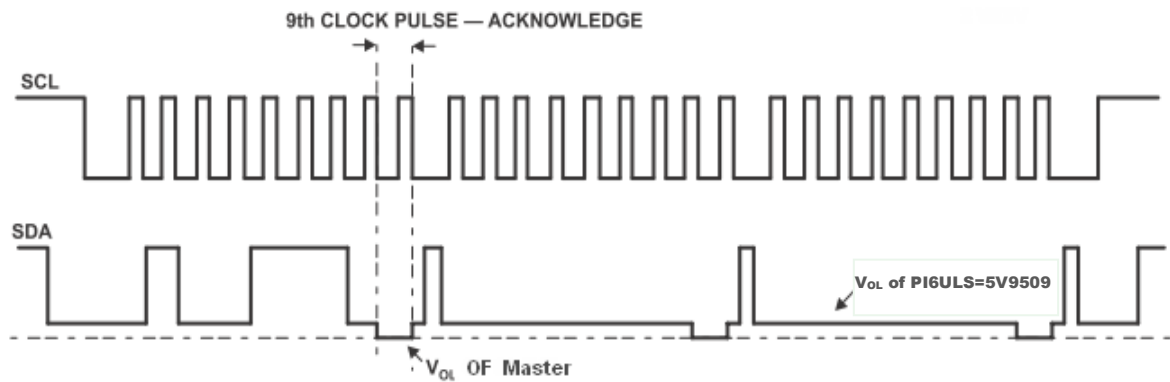 9th CLOCK PULSE — ACKNOWLEDGE
SCL
SDA
VOL of PI6ULS=5V9509
VOL OF Master